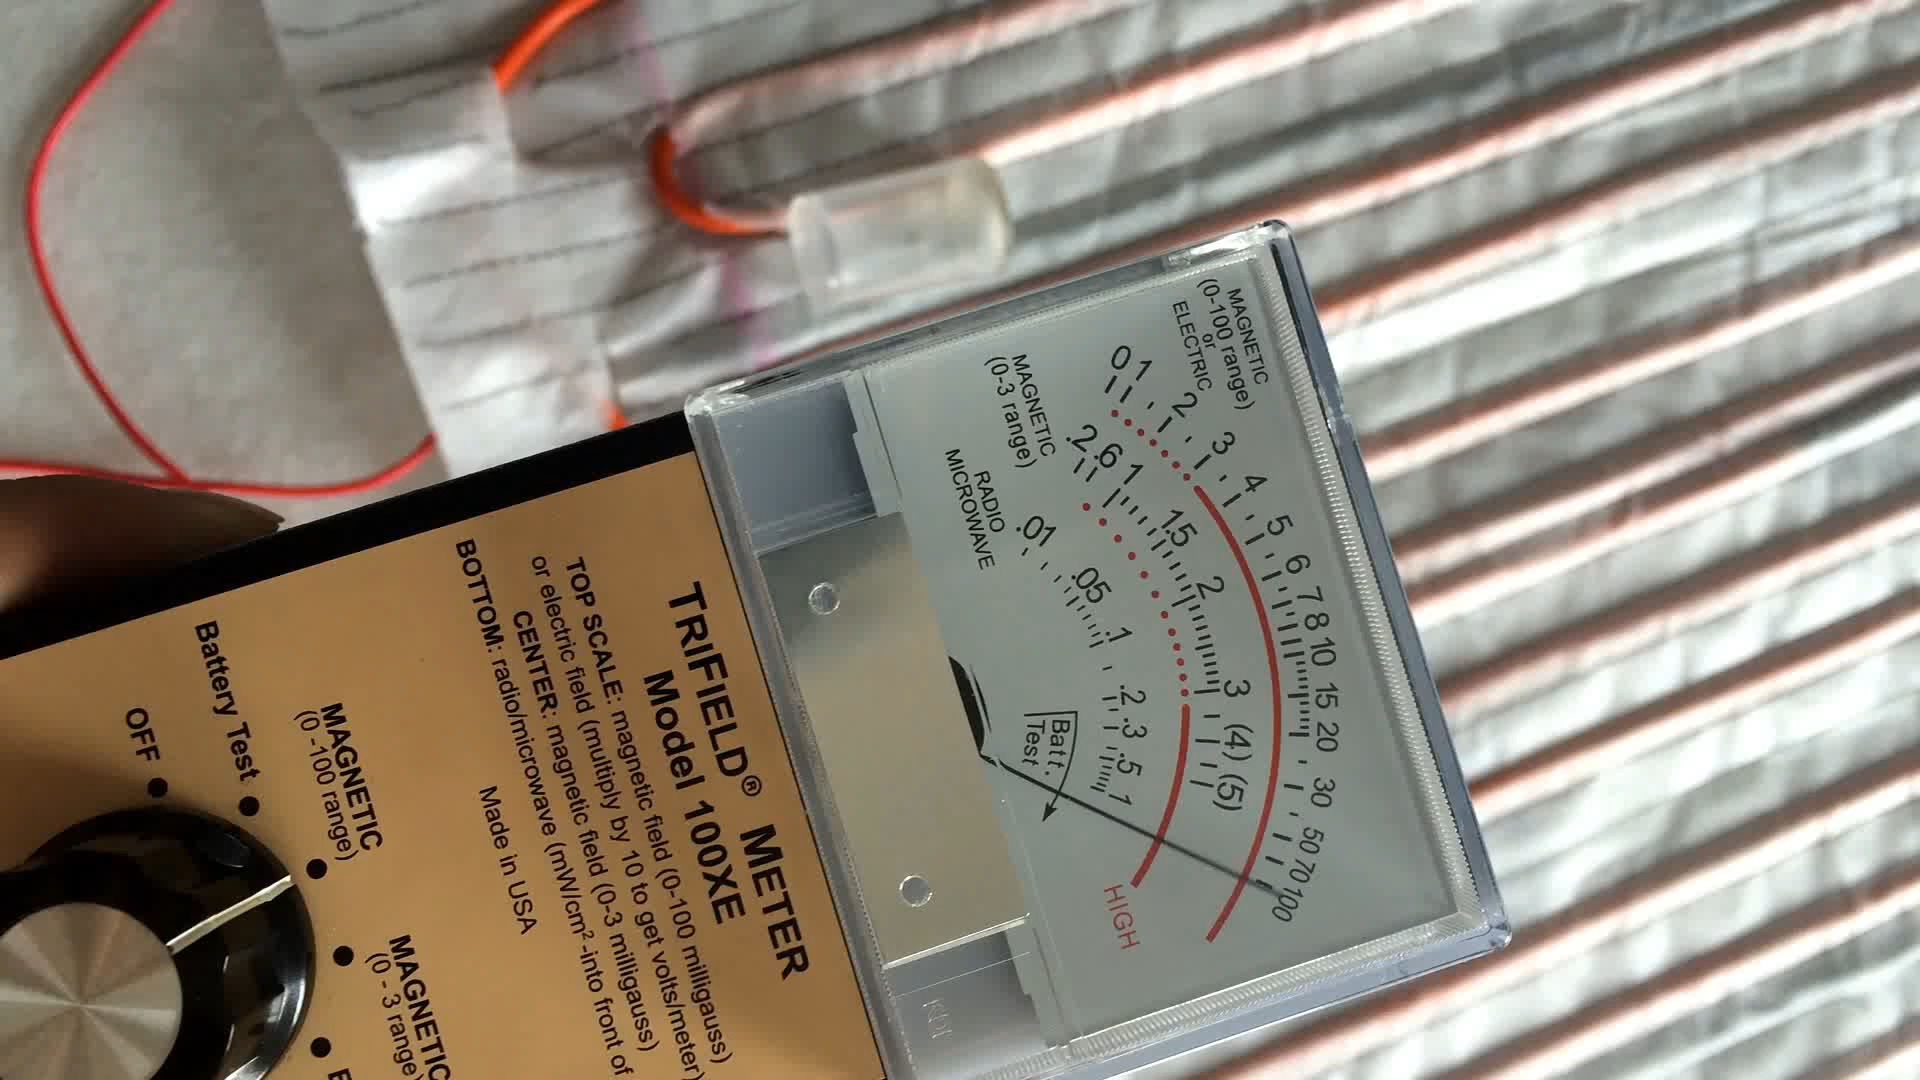 MAGNETIC
(0-100 range)
or
ELECTRIC
0 1 2 3 4 5 6 7 8 10 15 20 30 50 70 100
MAGNETIC
(0-3 range)
.2 .6 1 1.5 2 3 (4) (5)
RADIO
MICROWAVE
.01 .05 .1 .2 .3 .5 1
Batt.
Test
HIGH
KDI
TRIFIELD® METER
Model 100XE
TOP SCALE: magnetic field (0-100 milligauss)
or electric field (multiply by 10 to get volts/meter)
CENTER: magnetic field (0-3 milligauss)
BOTTOM: radio/microwave (mW/cm²-into front of
Made in USA
OFF
Battery Test
MAGNETIC
(0-100 range)
MAGNETIC
(0 - 3 range)